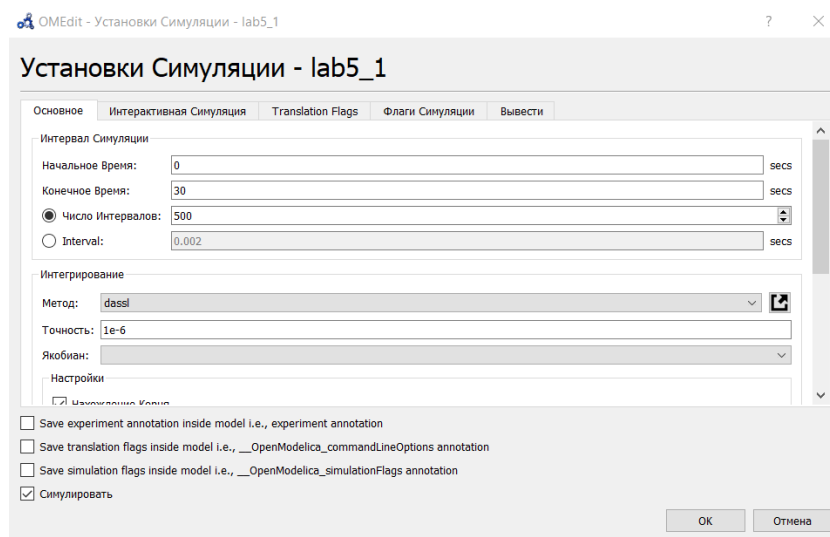 OMEdit - Установки Симуляции - lab5_1
Установки Симуляции - lab5_1
Основное Интерактивная Симуляция Translation Flags Флаги Симуляции Вывести
Интервал Симуляции
Начальное Время: 0 secs
Конечное Время: 30 secs
Число Интервалов: 500
Interval: 0.002 secs
Интегрирование
Метод: dassl
Точность: 1e-6
Якобиан:
Настройки
Нахождение Корня
Save experiment annotation inside model i.e., experiment annotation
Save translation flags inside model i.e., __OpenModelica_commandLineOptions annotation
Save simulation flags inside model i.e., __OpenModelica_simulationFlags annotation
Симулировать
OK Отмена